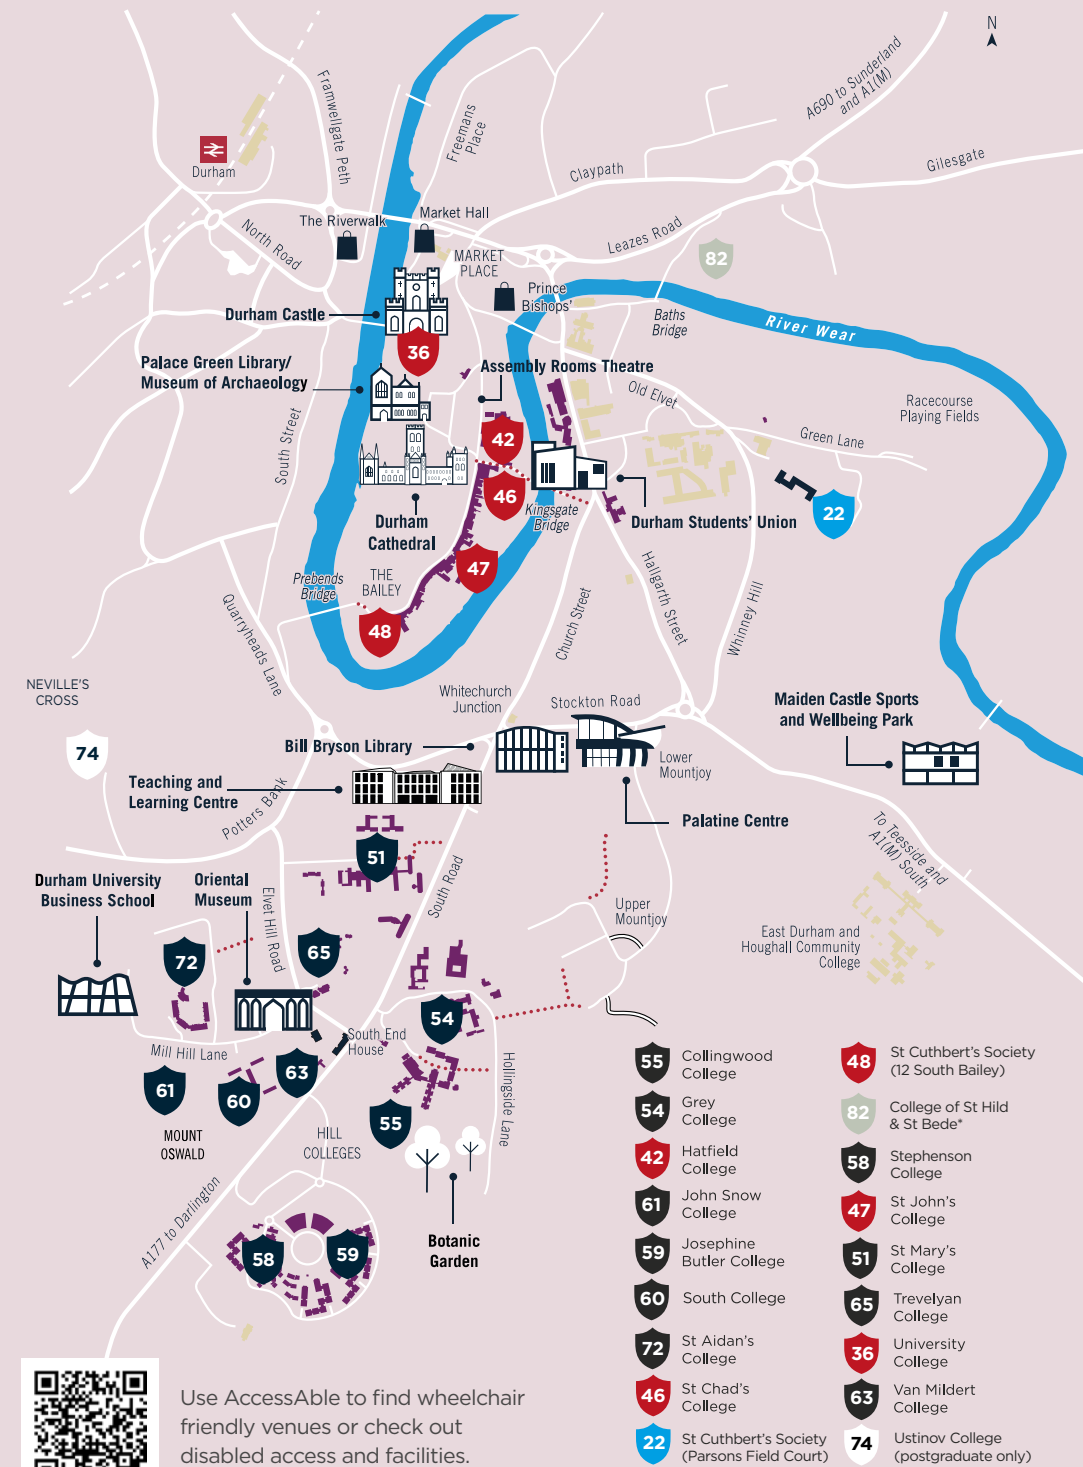 N
A690 to Sunderland
and A1(M)
Framwellgate Peth
Freemans
Place
Durham
Claypath
Gilesgate
The Riverwalk
Market Hall
North Road
Leazes Road
MARKET
PLACE
82
Prince
Bishops'
Durham Castle
Baths
Bridge
River Wear
36
Palace Green Library/
Museum of Archaeology
Assembly Rooms Theatre
Old Elvet
Racecourse
Playing Fields
South Street
42
Green Lane
46
Kingsgate
Bridge
22
Durham
Cathedral
Durham Students' Union
Prebends
Bridge
THE
BAILEY
47
Hallgarth Street
Quarryheads Lane
48
Church Street
Whinney Hill
NEVILLE'S
CROSS
Whitechurch
Junction
Stockton Road
Maiden Castle Sports
and Wellbeing Park
74
Bill Bryson Library
Lower
Mountjoy
Teaching and
Learning Centre
Potters Bank
Palatine Centre
To Teesside and
A1(M) South
51
South Road
Durham University
Business School
Oriental
Museum
Elvet Hill Road
Upper
Mountjoy
East Durham and
Houghall Community
College
72
65
54
South End
House
Mill Hill Lane
63
61
60
Hollingside Lane
55
MOUNT
OSWALD
HILL
COLLEGES
A177 to Darlington
58
59
Botanic
Garden
55 Collingwood
College
54 Grey
College
42 Hatfield
College
61 John Snow
College
59 Josephine
Butler College
60 South College
72 St Aidan's
College
46 St Chad's
College
22 St Cuthbert's Society
(Parsons Field Court)
48 St Cuthbert's Society
(12 South Bailey)
82 College of St Hild
& St Bede*
58 Stephenson
College
47 St John's
College
51 St Mary's
College
65 Trevelyan
College
36 University
College
63 Van Mildert
College
74 Ustinov College
(postgraduate only)
Use AccessAble to find wheelchair
friendly venues or check out
disabled access and facilities.